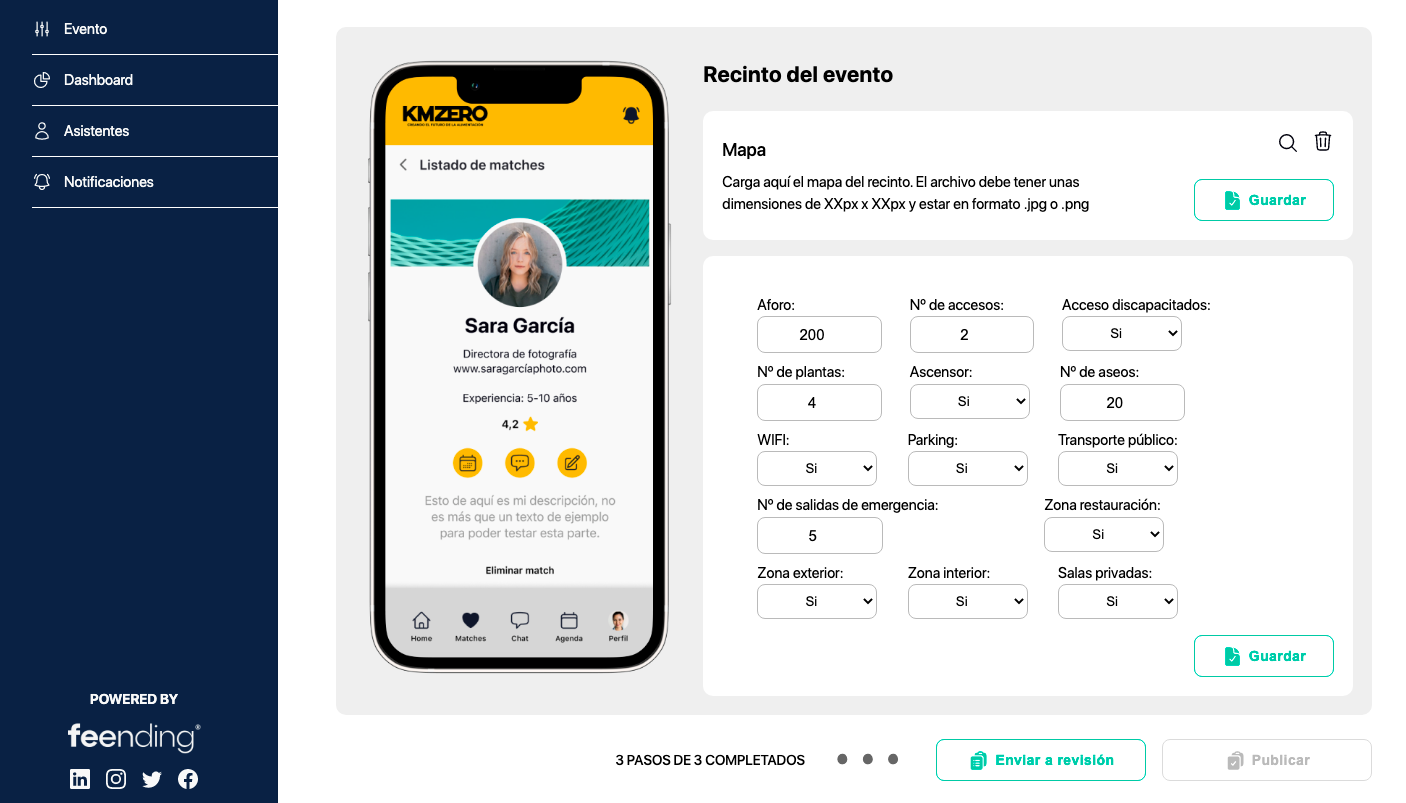 Evento
Dashboard
Asistentes
Notificaciones
POWERED BY
feending®
KMZERO
CREANDO EL FUTURO DE LA ALIMENTACIÓN
Listado de matches
Sara García
Directora de fotografía
www.saragarcíaphoto.com
Experiencia: 5-10 años
4,2
Esto de aquí es mi descripción, no
es más que un texto de ejemplo
para poder testar esta parte.
Eliminar match
Home Matches Chat Agenda Perfil
Recinto del evento
Mapa
Carga aquí el mapa del recinto. El archivo debe tener unas
dimensiones de XXpx x XXpx y estar en formato .jpg o .png
Guardar
Aforo: Nº de accesos: Acceso discapacitados:
200 2 Si
Nº de plantas: Ascensor: Nº de aseos:
4 Si 20
WIFI: Parking: Transporte público:
Si Si Si
Nº de salidas de emergencia: Zona restauración:
5 Si
Zona exterior: Zona interior: Salas privadas:
Si Si Si
Guardar
3 PASOS DE 3 COMPLETADOS
Enviar a revisión
Publicar